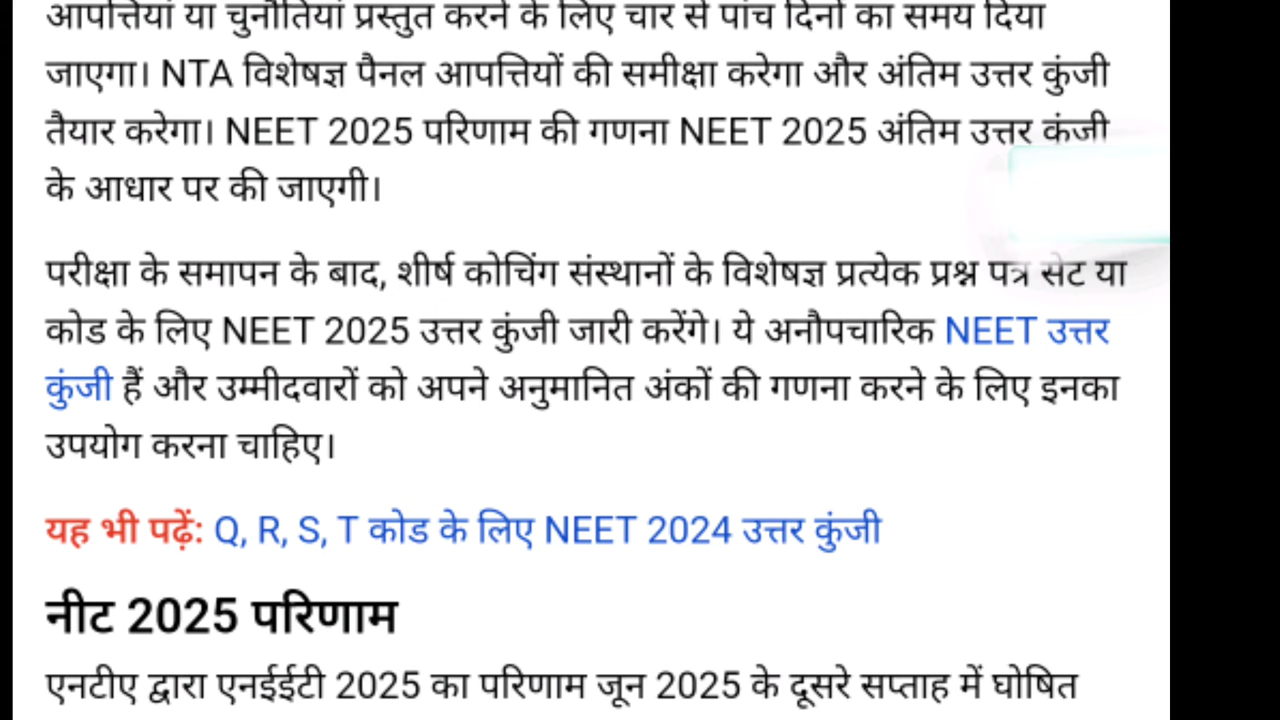 आपत्तियां या चुनौतियां प्रस्तुत करने के लिए चार से पांच दिनों का समय दिया
जाएगा। NTA विशेषज्ञ पैनल आपत्तियों की समीक्षा करेगा और अंतिम उत्तर कुंजी
तैयार करेगा। NEET 2025 परिणाम की गणना NEET 2025 अंतिम उत्तर कुंजी
के आधार पर की जाएगी।
परीक्षा के समापन के बाद, शीर्ष कोचिंग संस्थानों के विशेषज्ञ प्रत्येक प्रश्न पत्र सेट या
कोड के लिए NEET 2025 उत्तर कुंजी जारी करेंगे। ये अनौपचारिक NEET उत्तर
कुंजी हैं और उम्मीदवारों को अपने अनुमानित अंकों की गणना करने के लिए इनका
उपयोग करना चाहिए।
यह भी पढ़ें: Q, R, S, T कोड के लिए NEET 2024 उत्तर कुंजी
नीट 2025 परिणाम
एनटीए द्वारा एनईईटी 2025 का परिणाम जून 2025 के दूसरे सप्ताह में घोषित